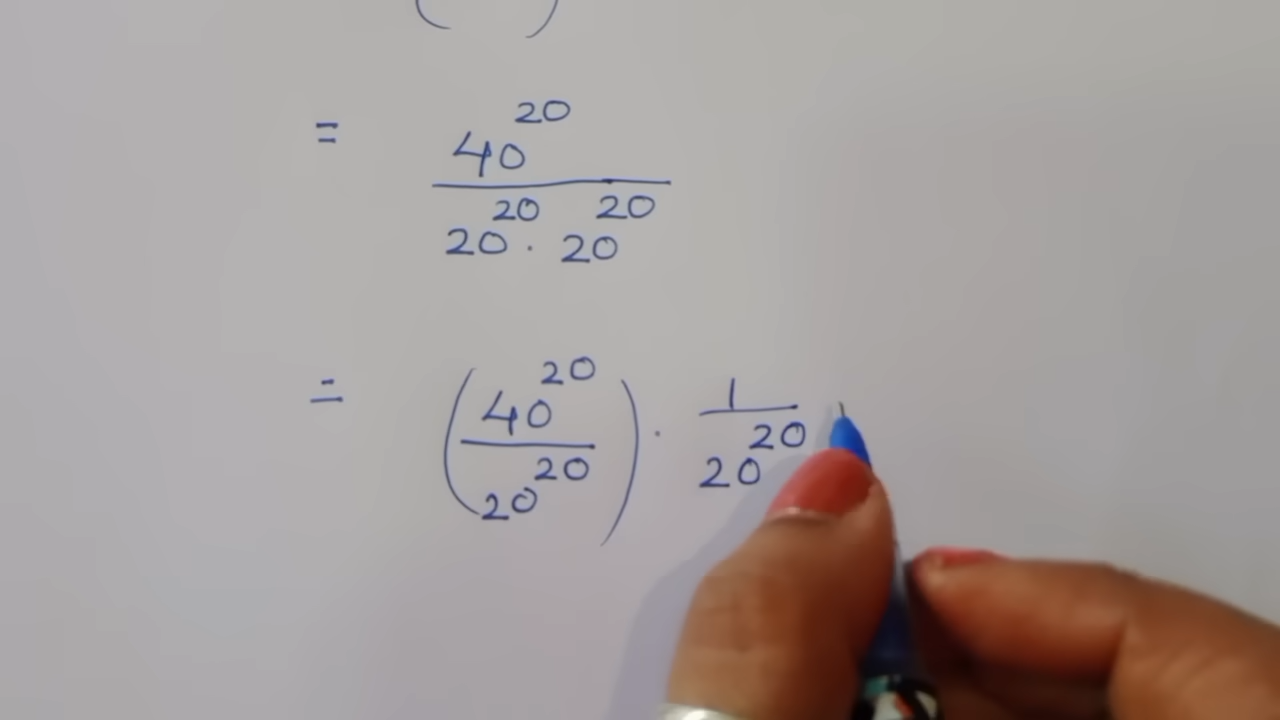 ( )
= 40^20 / 20^20 · 20^20
= (40^20 / 20^20) · 1 / 20^20